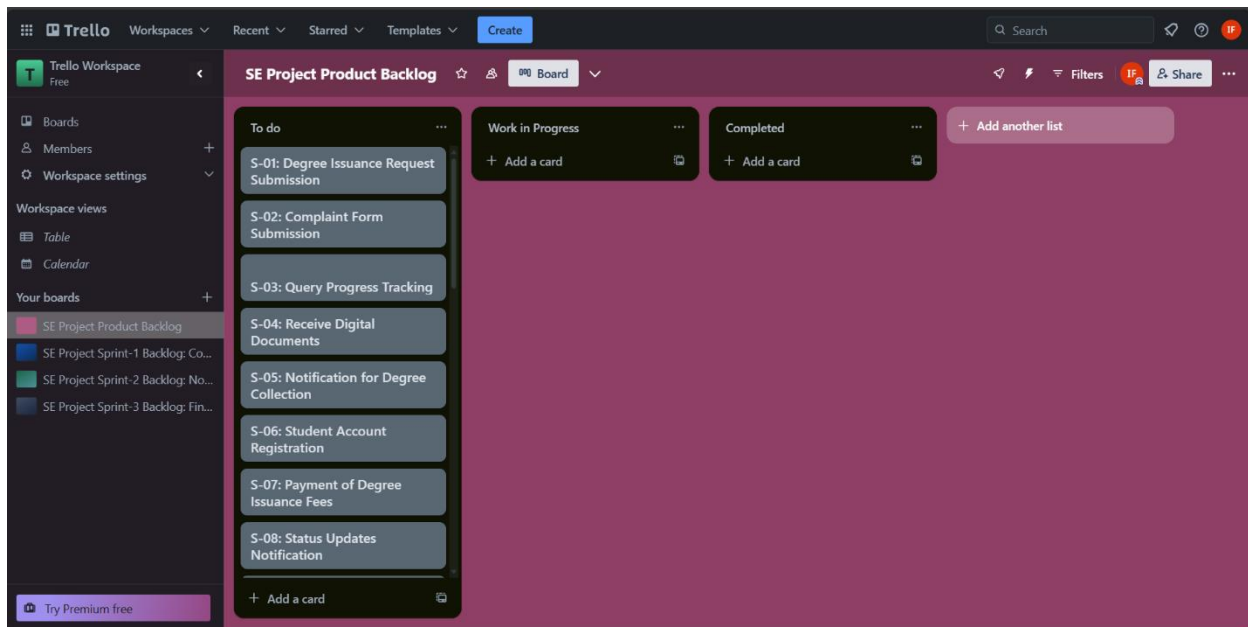 Trello Workspaces Recent Starred Templates Create Search IF
Trello Workspace
Free
T
SE Project Product Backlog Board Filters IF Share
Boards
Members
Workspace settings
Workspace views
Table
Calendar
Your boards
SE Project Product Backlog
SE Project Sprint-1 Backlog: Co...
SE Project Sprint-2 Backlog: No...
SE Project Sprint-3 Backlog: Fin...
Try Premium free
To do
S-01: Degree Issuance Request
Submission
S-02: Complaint Form
Submission
S-03: Query Progress Tracking
S-04: Receive Digital
Documents
S-05: Notification for Degree
Collection
S-06: Student Account
Registration
S-07: Payment of Degree
Issuance Fees
S-08: Status Updates
Notification
+ Add a card
Work in Progress
+ Add a card
Completed
+ Add a card
+ Add another list